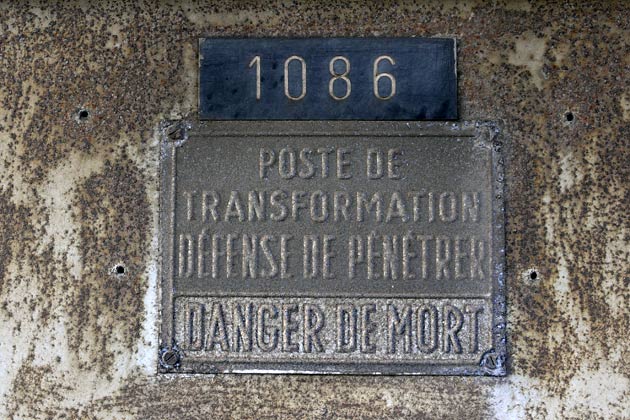 1086
POSTE DE
TRANSFORMATION
DÉFENSE DE PÉNÉTRER
DANGER DE MORT